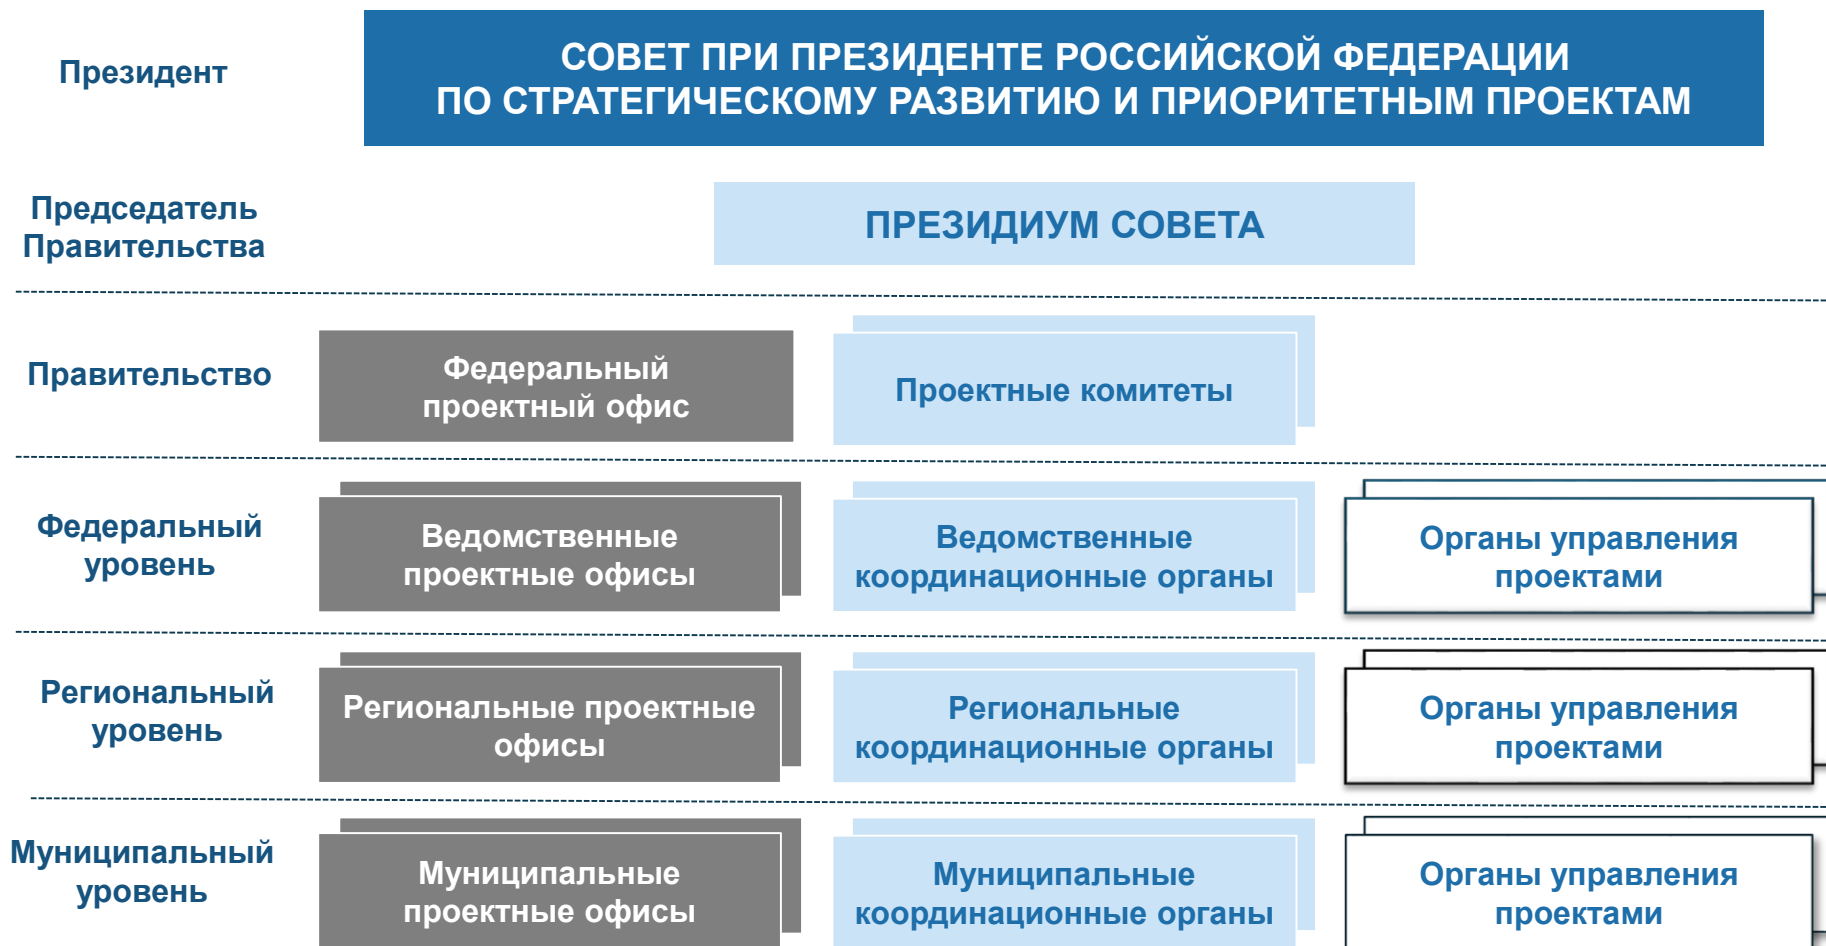 Президент
СОВЕТ ПРИ ПРЕЗИДЕНТЕ РОССИЙСКОЙ ФЕДЕРАЦИИ
ПО СТРАТЕГИЧЕСКОМУ РАЗВИТИЮ И ПРИОРИТЕТНЫМ ПРОЕКТАМ
Председатель
Правительства
ПРЕЗИДИУМ СОВЕТА
Правительство
Федеральный
проектный офис
Проектные комитеты
Федеральный
уровень
Ведомственные
проектные офисы
Ведомственные
координационные органы
Органы управления
проектами
Региональный
уровень
Региональные проектные
офисы
Региональные
координационные органы
Органы управления
проектами
Муниципальный
уровень
Муниципальные
проектные офисы
Муниципальные
координационные органы
Органы управления
проектами